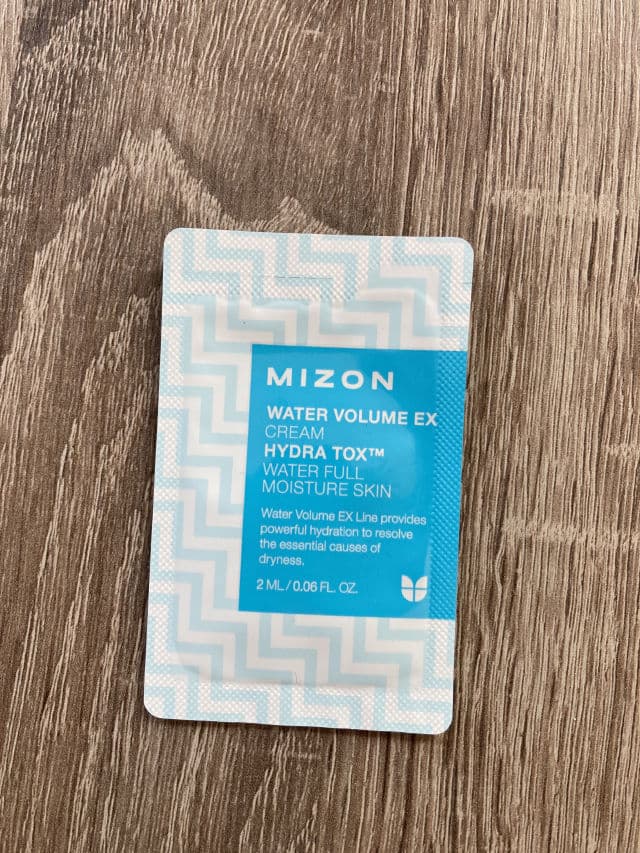 MIZON
WATER VOLUME EX
CREAM
HYDRA TOX™
WATER FULL
MOISTURE SKIN
Water Volume EX Line provides
powerful hydration to resolve
the essential causes of
dryness.
2 ML / 0.06 FL. OZ.